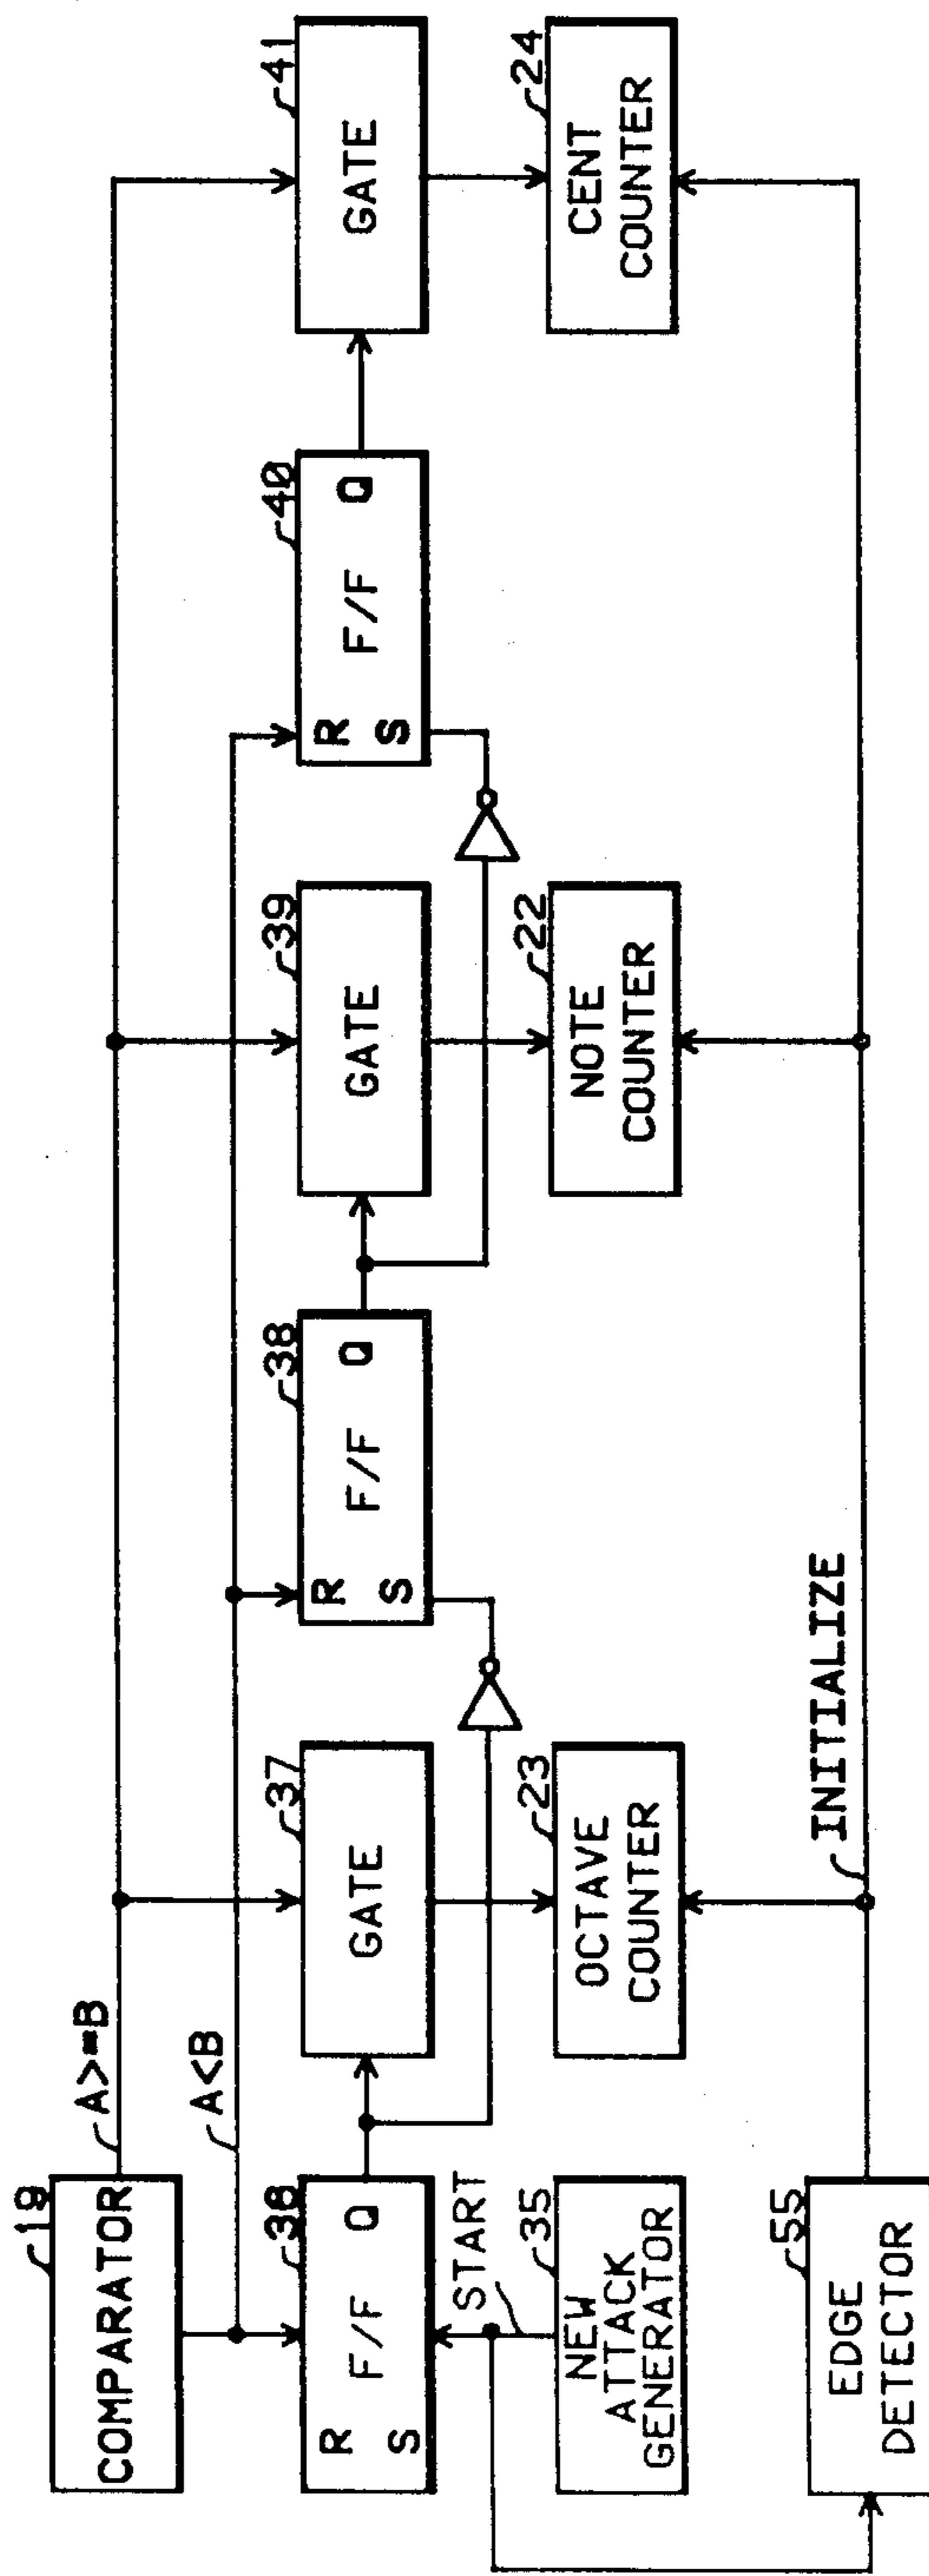 19
COMPARATOR
A>=B
A<B
36
R
S
F/F
Q
37
GATE
38
R
S
F/F
Q
39
GATE
40
R
S
F/F
Q
41
GATE
START
35
NEW
ATTACK
GENERATOR
23
OCTAVE
COUNTER
22
NOTE
COUNTER
24
CENT
COUNTER
55
EDGE
DETECTOR
INITIALIZE